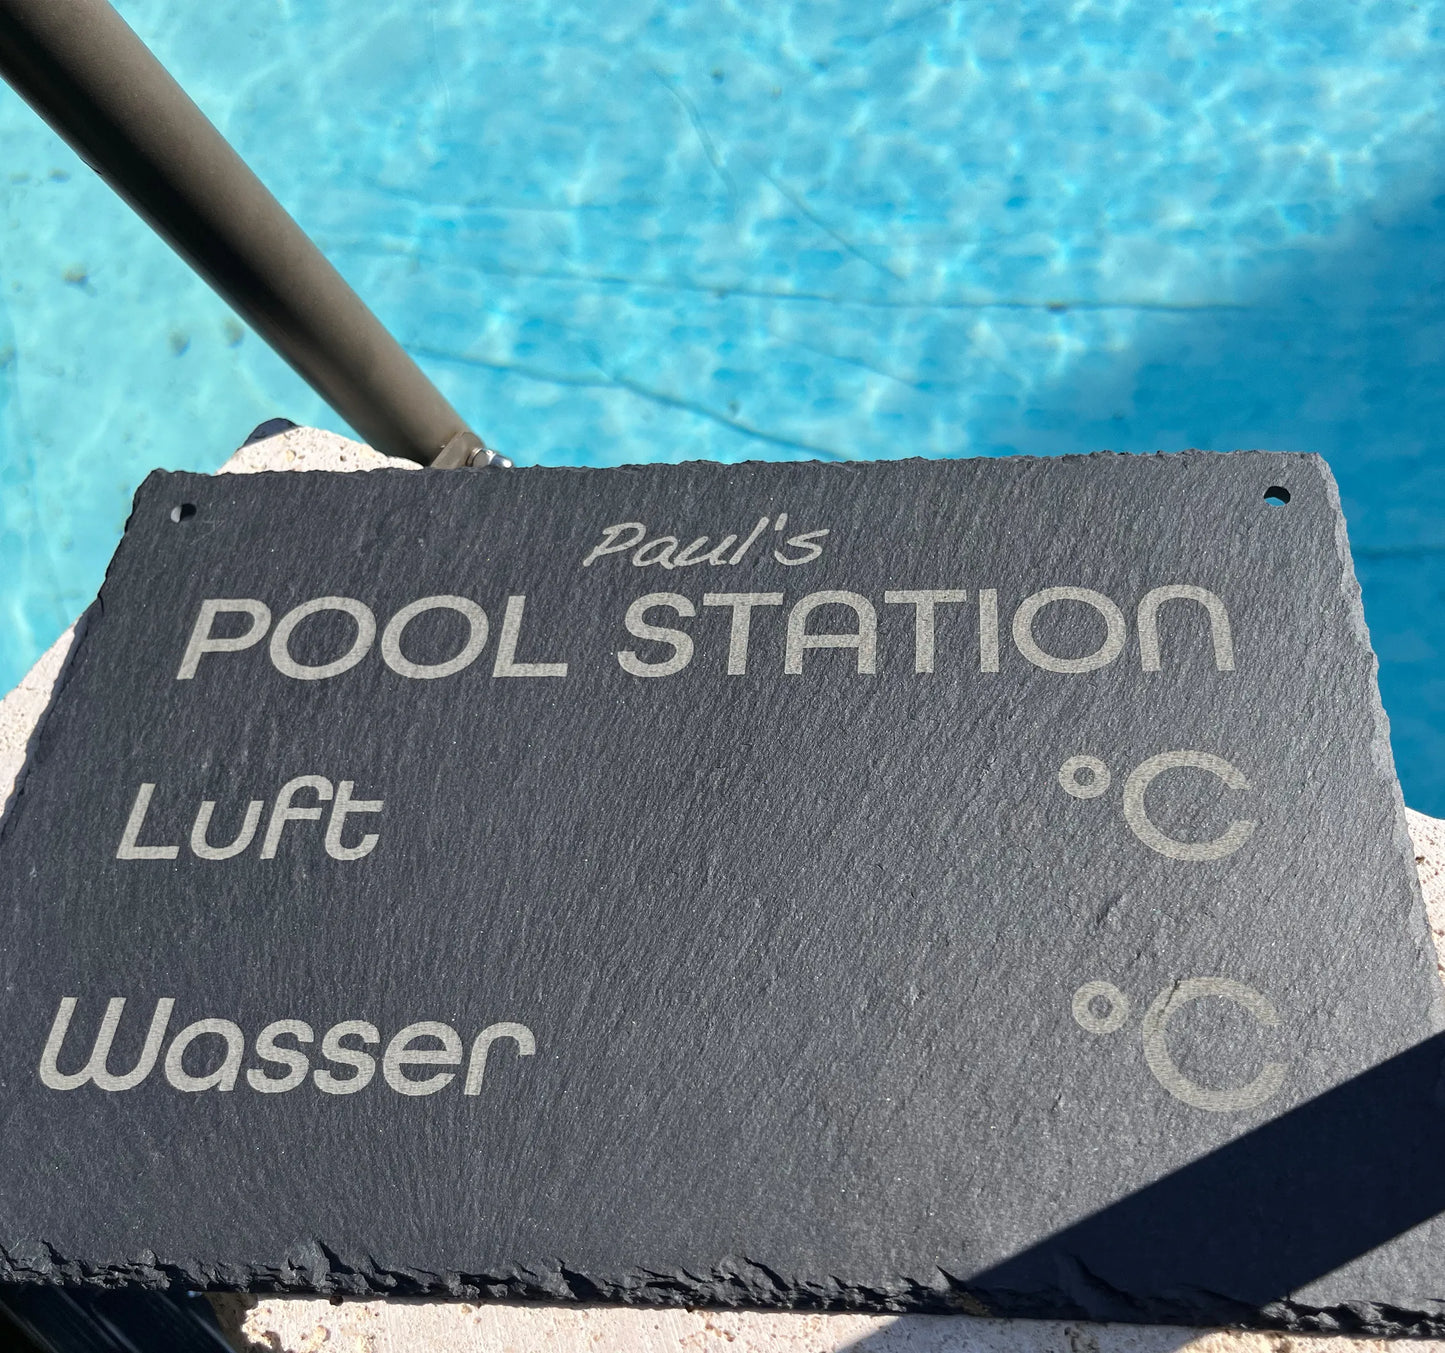 Paul's
POOL STATION
Luft °C
Wasser °C